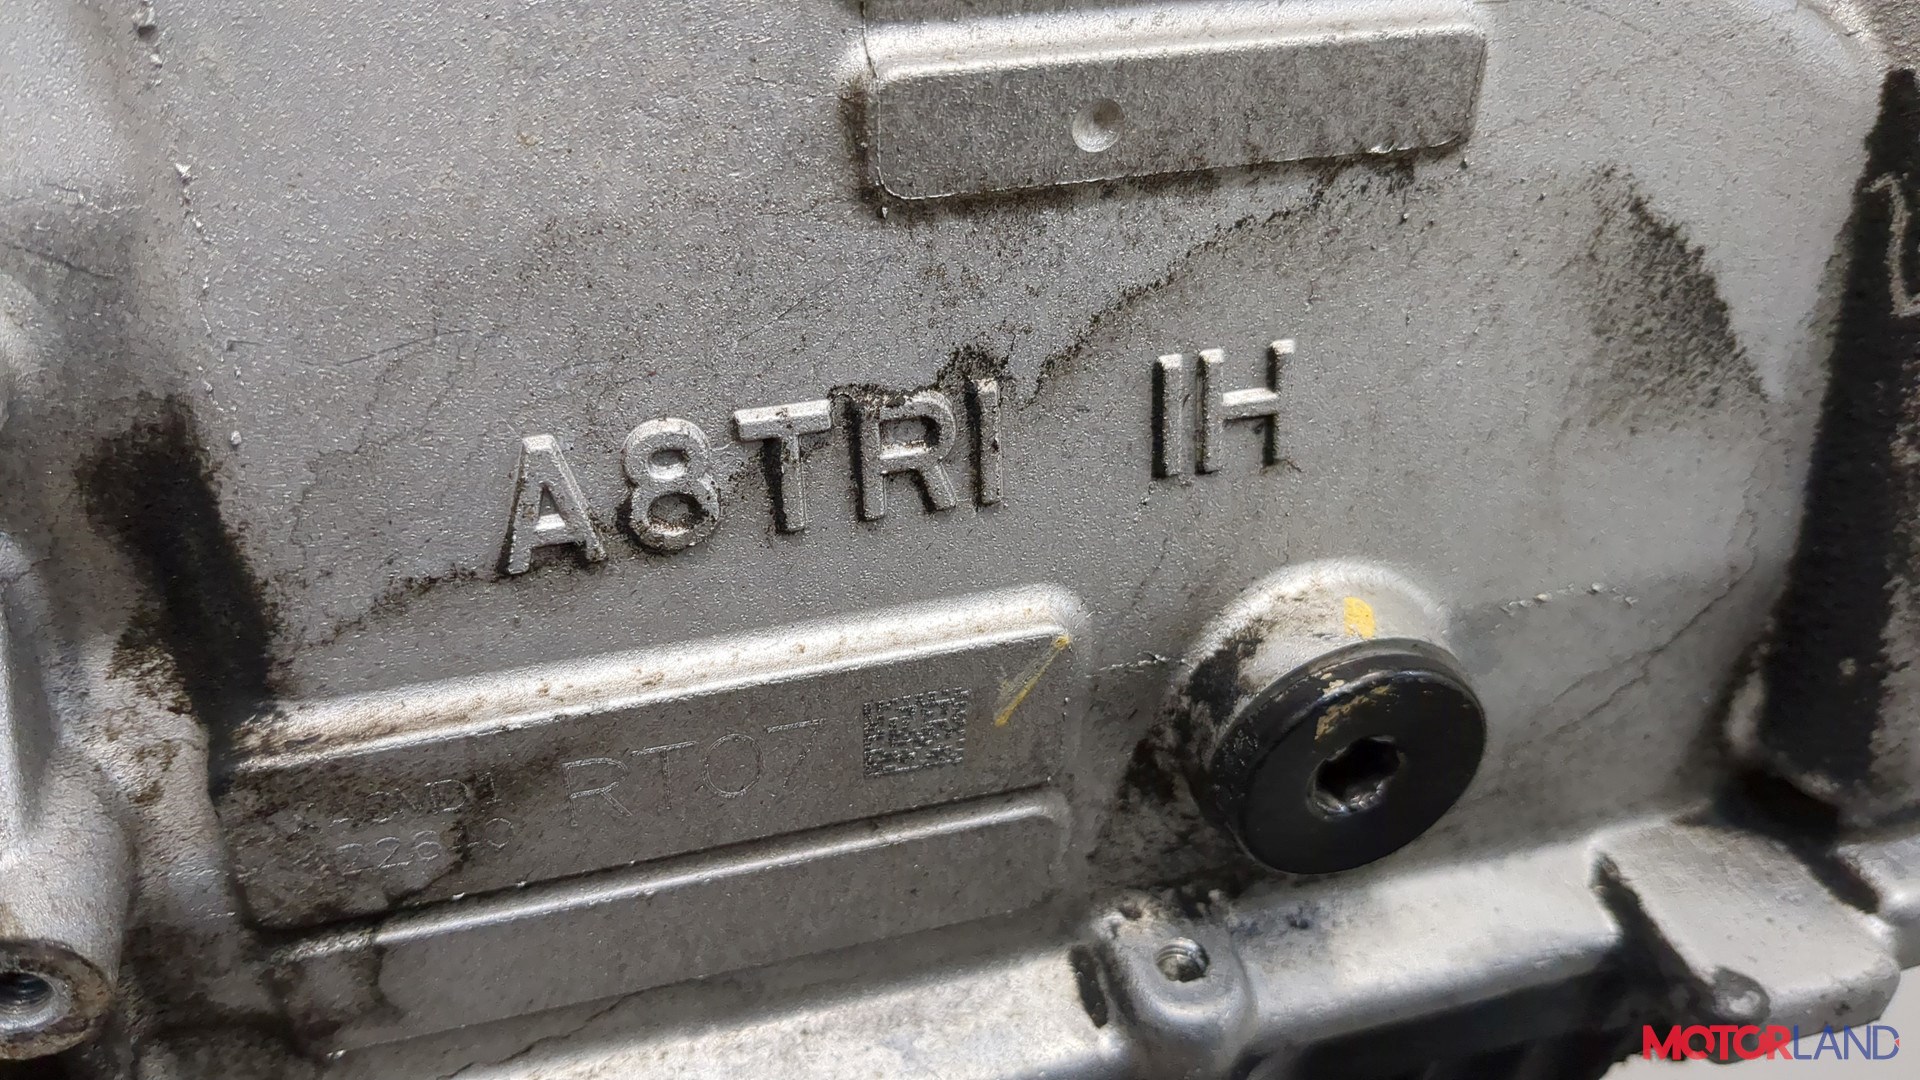 A8TRI IH
RT07
MOTORLAND